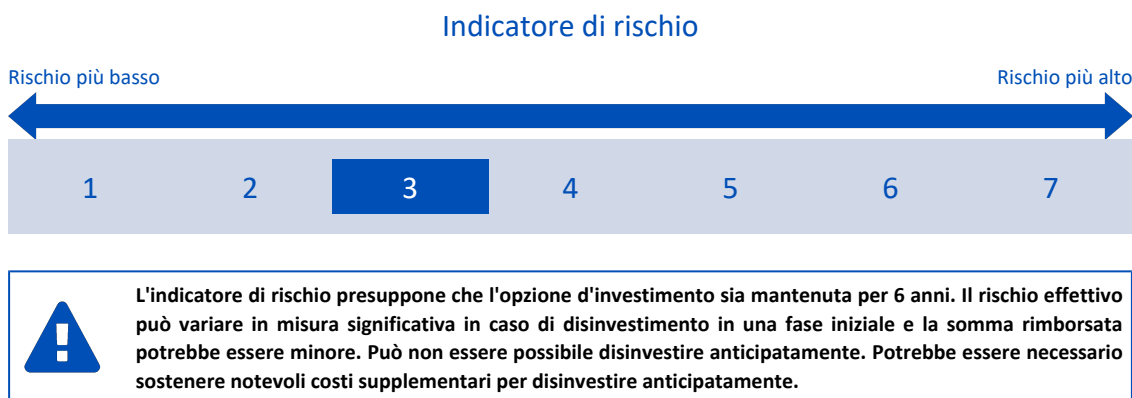 Indicatore di rischio
Rischio più basso
Rischio più alto
1 2 3 4 5 6 7
L'indicatore di rischio presuppone che l'opzione d'investimento sia mantenuta per 6 anni. Il rischio effettivo
può variare in misura significativa in caso di disinvestimento in una fase iniziale e la somma rimborsata
potrebbe essere minore. Può non essere possibile disinvestire anticipatamente. Potrebbe essere necessario
sostenere notevoli costi supplementari per disinvestire anticipatamente.